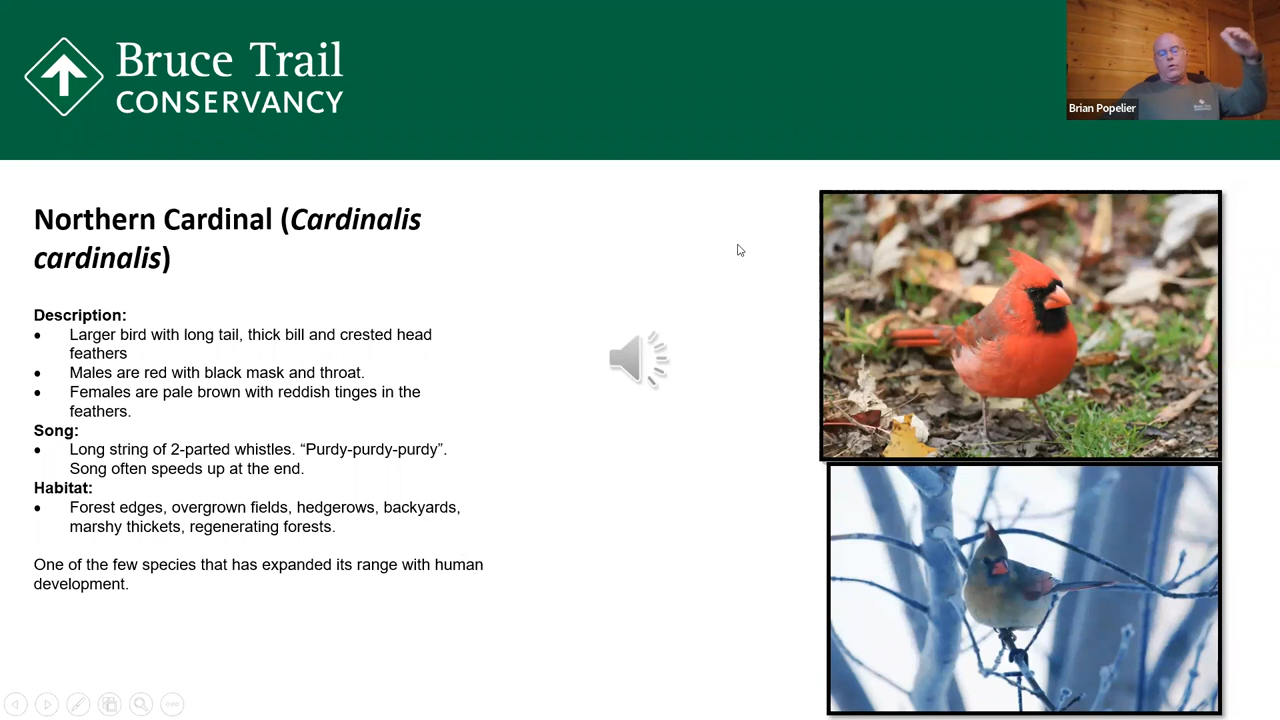 Bruce Trail
CONSERVANCY
Brian Popelier
Northern Cardinal (Cardinalis
cardinalis)
Description:
• Larger bird with long tail, thick bill and crested head
feathers
• Males are red with black mask and throat.
• Females are pale brown with reddish tinges in the
feathers.
Song:
• Long string of 2-parted whistles. “Purdy-purdy-purdy”.
Song often speeds up at the end.
Habitat:
• Forest edges, overgrown fields, hedgerows, backyards,
marshy thickets, regenerating forests.
One of the few species that has expanded its range with human
development.